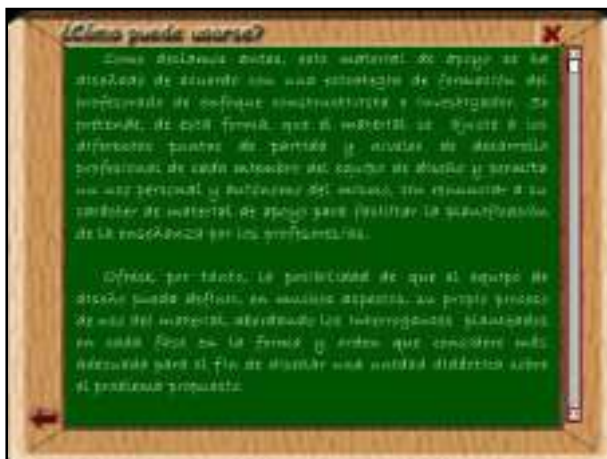 ¿Cómo puede usarse?
Como decíamos antes, este material de apoyo se ha
diseñado de acuerdo con una estrategia de formación del
profesorado de enfoque constructivista e investigador. Se
pretende, de esta forma, que el material se ajuste a los
diferentes puntos de partida y niveles de desarrollo
profesional de cada miembro del equipo de diseño y permita
un uso personal y autónomo del mismo, sin renunciar a su
carácter de material de apoyo para facilitar la planificación
de la enseñanza por los profesores/as.
Ofrece, por tanto, la posibilidad de que el equipo de
diseño pueda definir, en muchos aspectos, su propio proceso
de uso del material, abordando los interrogantes planteados
en cada fase en la forma y orden que considere más
adecuada para el fin de diseñar una unidad didáctica sobre
el problema propuesto.